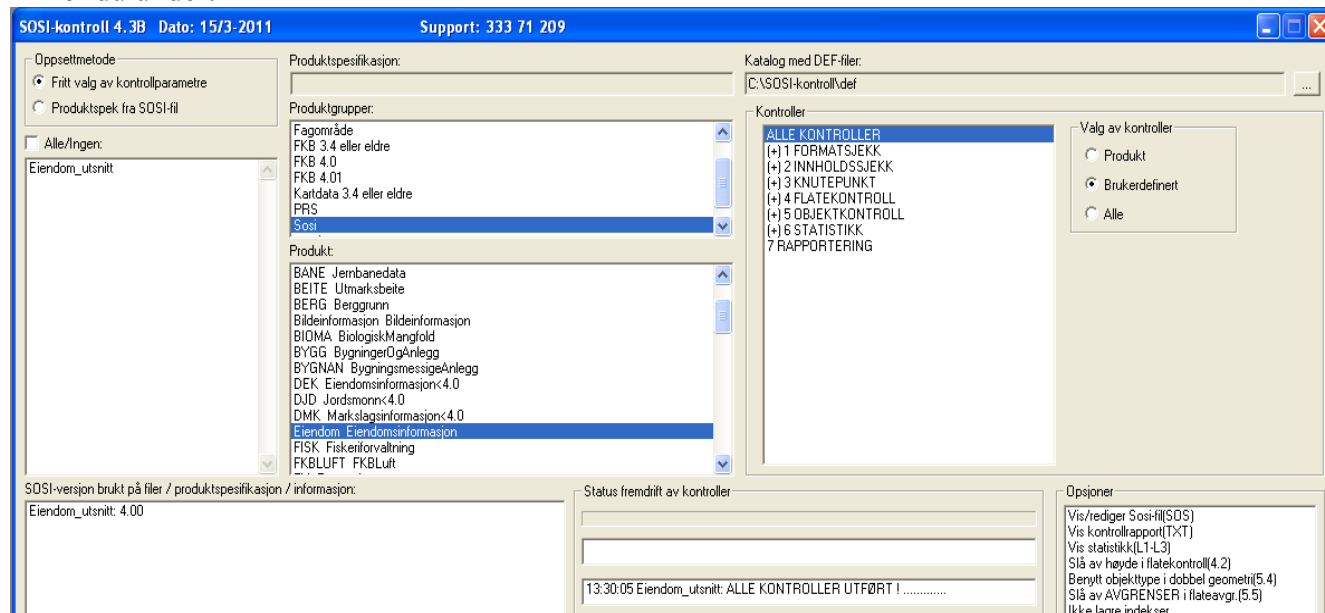 SOSI-kontroll 4.3B Dato: 15/3-2011 Support: 333 71 209
Oppsettmetode
Fritt valg av kontrollparametre
Produktspek fra SOSI-fil
Alle/Ingen:
Eiendom_utsnitt
Produktspesifikasjon:
Produktgrupper:
Fagområde
FKB 3.4 eller eldre
FKB 4.0
FKB 4.01
Kartdata 3.4 eller eldre
PRS
Sosi
Produkt:
BANE Jernbanedata
BEITE Utmarksbeite
BERG Berggrunn
Bildeinformasjon Bildeinformasjon
BIOMA BiologiskMangfold
BYGG BygningerOgAnlegg
BYGNAN BygningsmessigeAnlegg
DEK Eiendomsinformasjon<4.0
DJD Jordsmonn<4.0
DMK Markslagsinformasjon<4.0
Eiendom Eiendomsinformasjon
FISK Fiskeriforvaltning
FKBLUFT FKBLuft
Katalog med DEF-filer:
C:\SOSI-kontroll\def
...
Kontroller
ALLE KONTROLLER
(+) 1 FORMATSJEKK
(+) 2 INNHOLDSSJEKK
(+) 3 KNUTEPUNKT
(+) 4 FLATEKONTROLL
(+) 5 OBJEKTKONTROLL
(+) 6 STATISTIKK
7 RAPPORTERING
Valg av kontroller
Produkt
Brukerdefinert
Alle
SOSI-versjon brukt på filer / produktspesifikasjon / informasjon:
Eiendom_utsnitt: 4.00
Status fremdrift av kontroller
13:30:05 Eiendom_utsnitt: ALLE KONTROLLER UTFØRT ! .............
Opsjoner
Vis/rediger Sosi-fil(SOS)
Vis kontrollrapport(TXT)
Vis statistikk(L1-L3)
Slå av høyde i flatekontroll(4.2)
Benytt objekttype i dobbel geometri(5.4)
Slå av AVGRENSER i flateavgr.(5.5)
Ikke lagre indekser